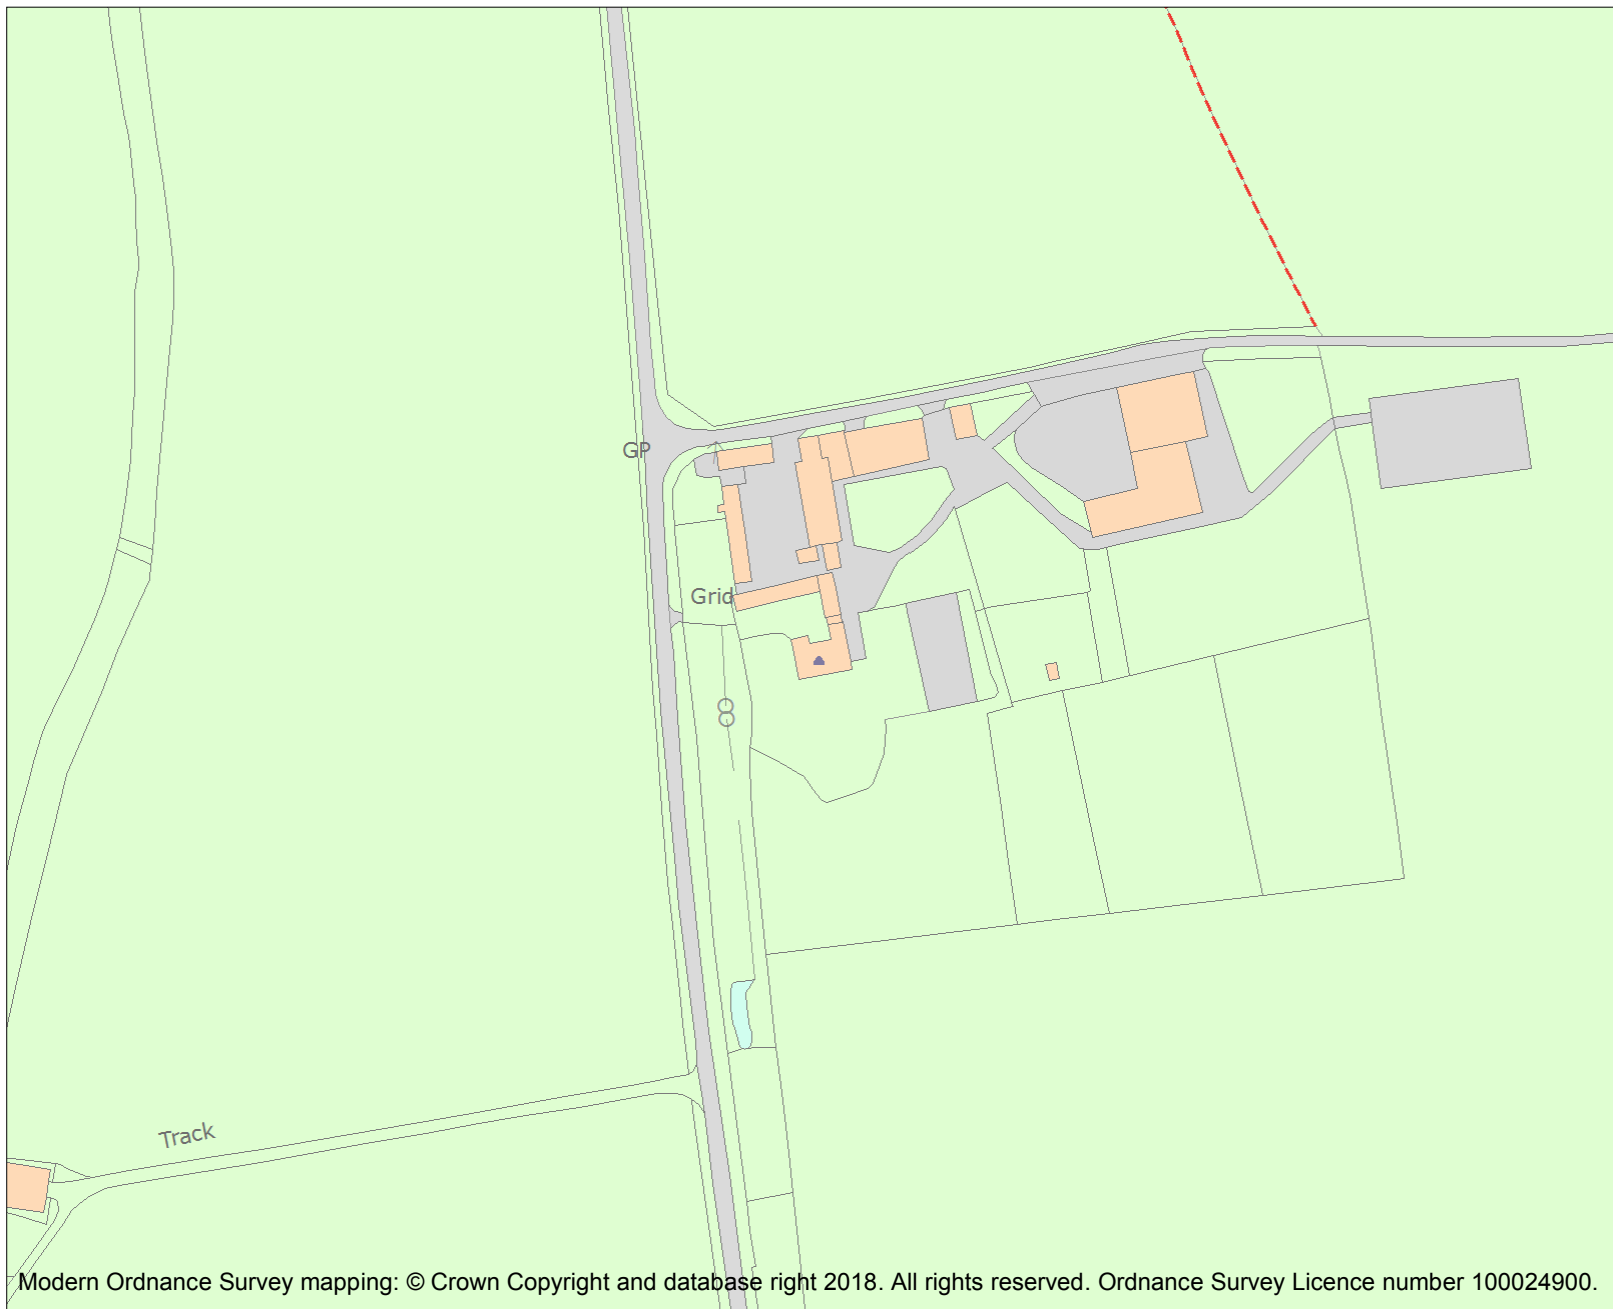 GP
Grid
Track
Modern Ordnance Survey mapping: © Crown Copyright and database right 2018. All rights reserved. Ordnance Survey Licence number 100024900.